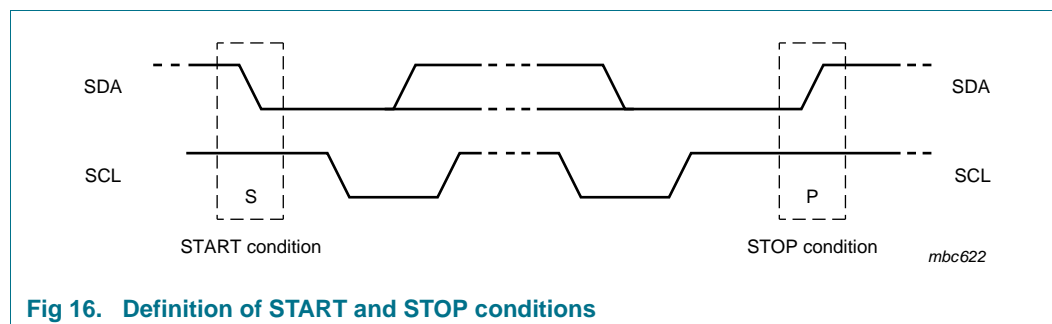 SDA
SDA
SCL
SCL
S
P
START condition
STOP condition
mbc622
Fig 16. Definition of START and STOP conditions